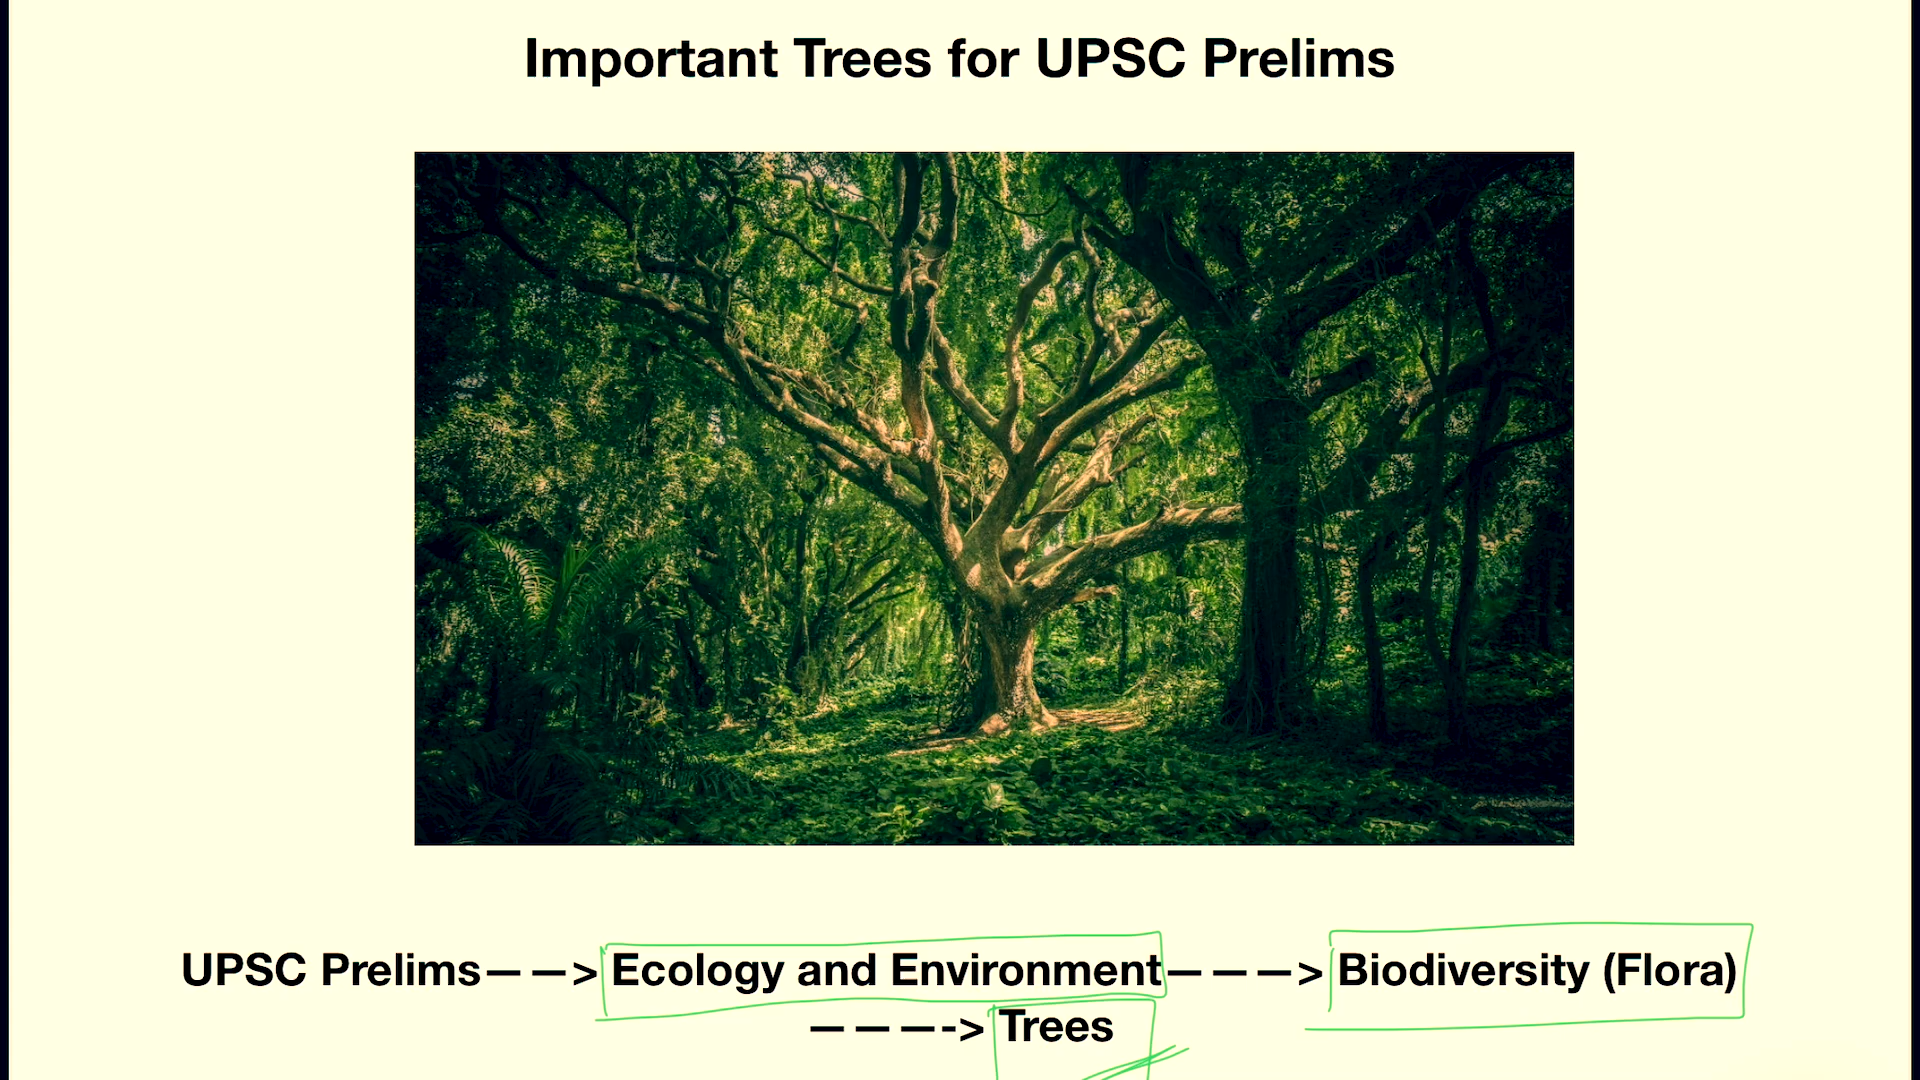 Important Trees for UPSC Prelims
UPSC Prelims——> Ecology and Environment———> Biodiversity (Flora)
———-> Trees